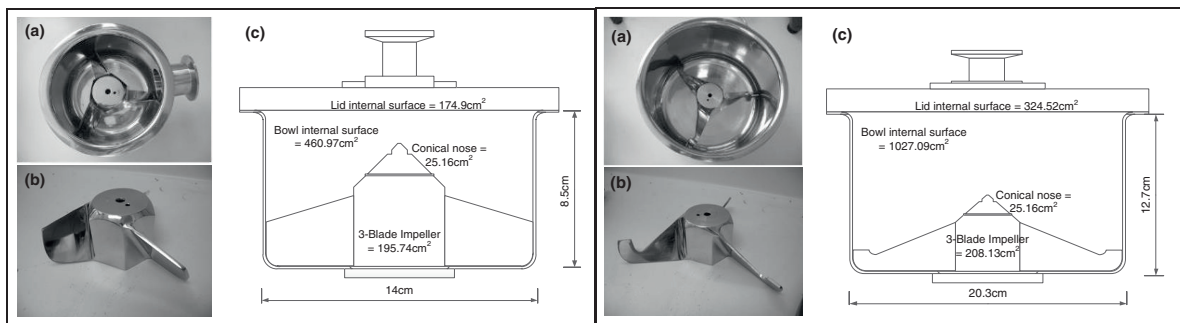 (a)
(c)
Lid internal surface = 174.9cm²
Bowl internal surface
= 460.97cm²
Conical nose =
25.16cm²
8.5cm
(b)
3-Blade Impeller
= 195.74cm²
14cm
(a)
(c)
Lid internal surface = 324.52cm²
Bowl internal surface
= 1027.09cm²
Conical nose =
25.16cm²
12.7cm
(b)
3-Blade Impeller
= 208.13cm²
20.3cm